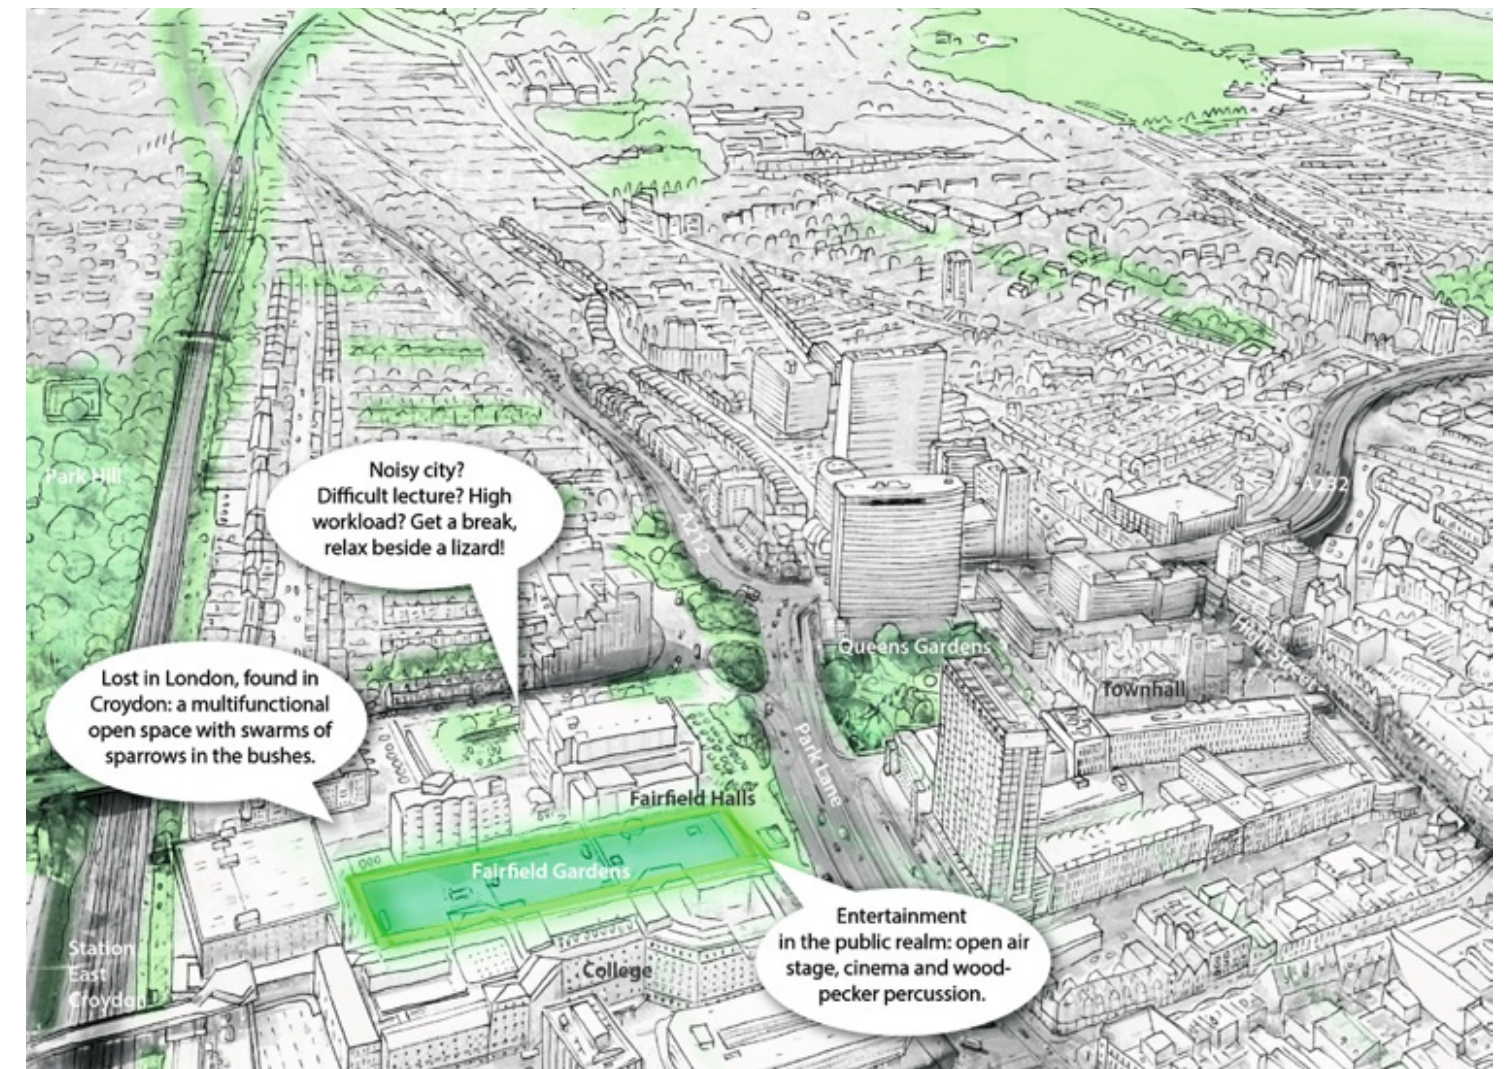 Park Hill
Noisy city?
Difficult lecture? High
workload? Get a break,
relax beside a lizard!
A212
A232
High Street
Queens Gardens
Townhall
Lost in London, found in
Croydon: a multifunctional
open space with swarms of
sparrows in the bushes.
Park Lane
Fairfield Halls
Fairfield Gardens
Entertainment
in the public realm: open air
stage, cinema and wood-
pecker percussion.
Station
East
Croydon
College